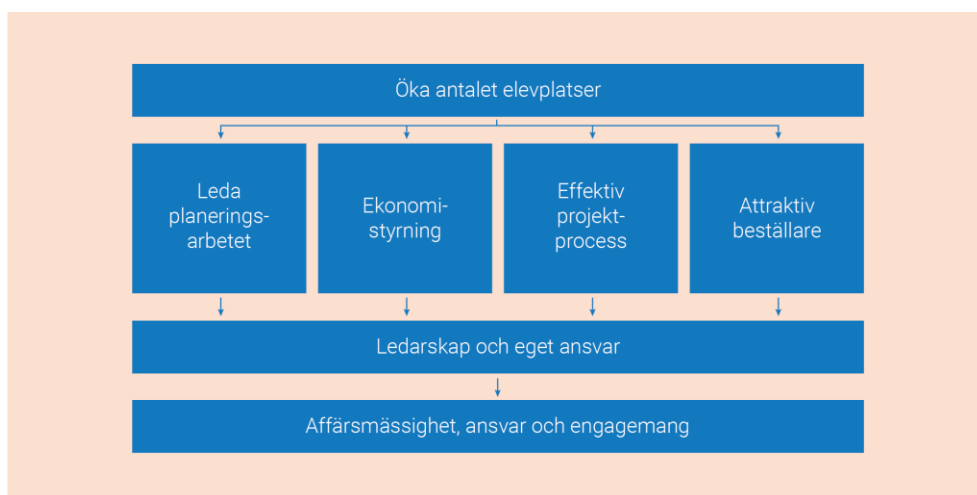 Öka antalet elevplatser
Leda
planerings-
arbetet
Ekonomi-
styrning
Effektiv
projekt-
process
Attraktiv
beställare
Ledarskap och eget ansvar
Affärsmässighet, ansvar och engagemang